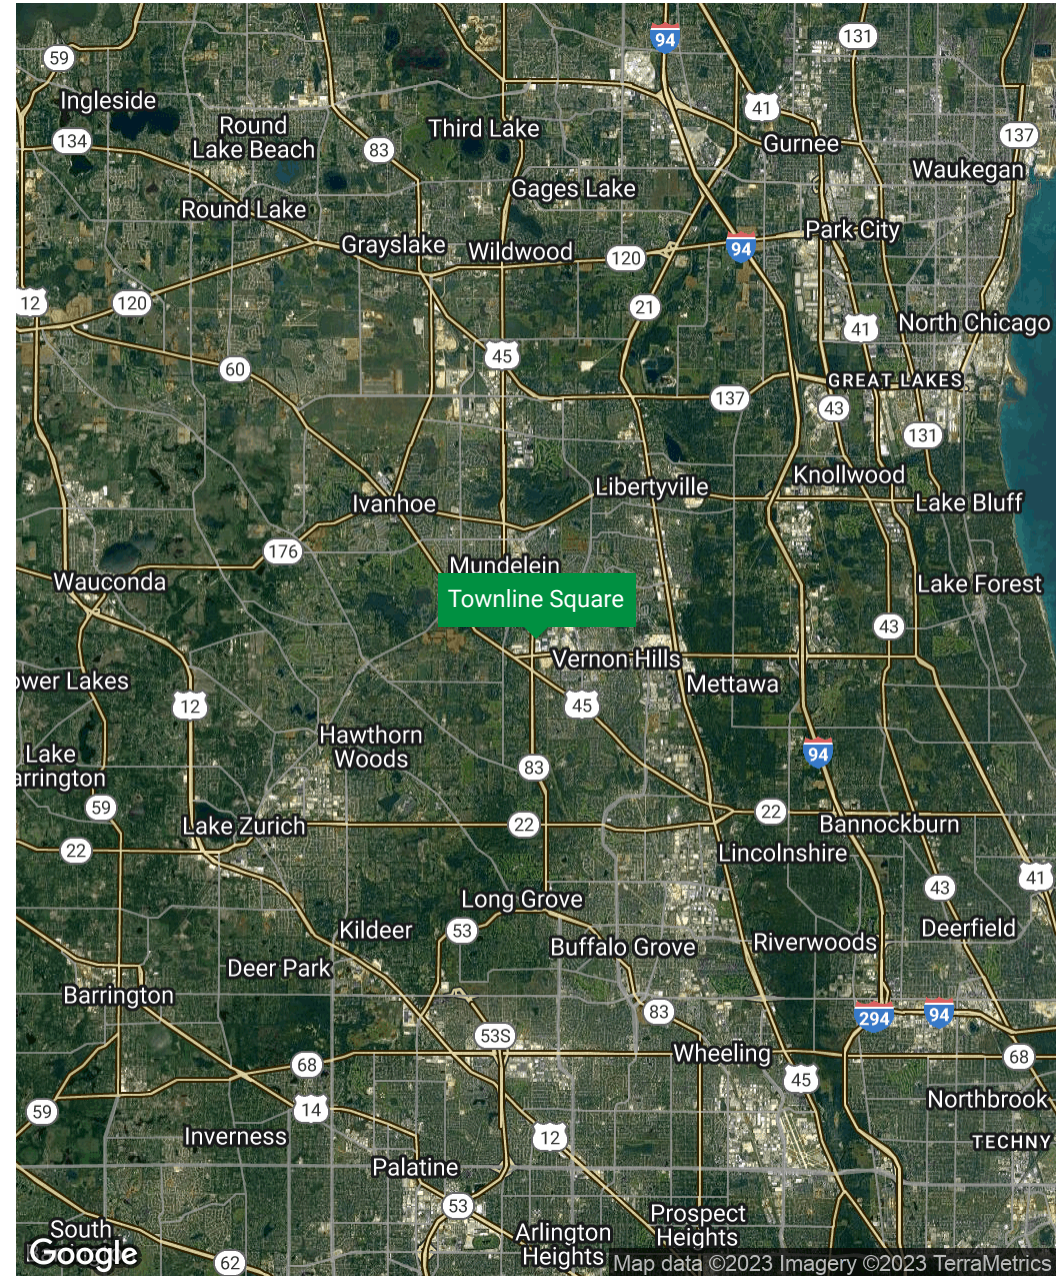 94
131
59
Ingleside
41
Round
Lake Beach
Third Lake
134
83
Gurnee
137
Waukegan
Gages Lake
Round Lake
Grayslake
Wildwood
120
94
Park City
12
120
21
41
North Chicago
45
60
GREAT LAKES
137
43
131
Knollwood
Libertyville
Ivanhoe
Lake Bluff
176
Mundelein
Wauconda
Lake Forest
Townline Square
43
Vernon Hills
ower Lakes
Mettawa
12
45
Hawthorn
Woods
Lake
arrington
94
83
59
22
22
Lake Zurich
22
Bannockburn
Lincolnshire
41
43
Long Grove
Kildeer
53
Deerfield
Buffalo Grove
Riverwoods
Deer Park
Barrington
83
294
94
53S
Wheeling
68
68
45
59
14
Northbrook
Inverness
12
TECHNY
Palatine
53
South
Prospect
Heights
Arlington
Heights
62
Google
Map data ©2023 Imagery ©2023 TerraMetrics